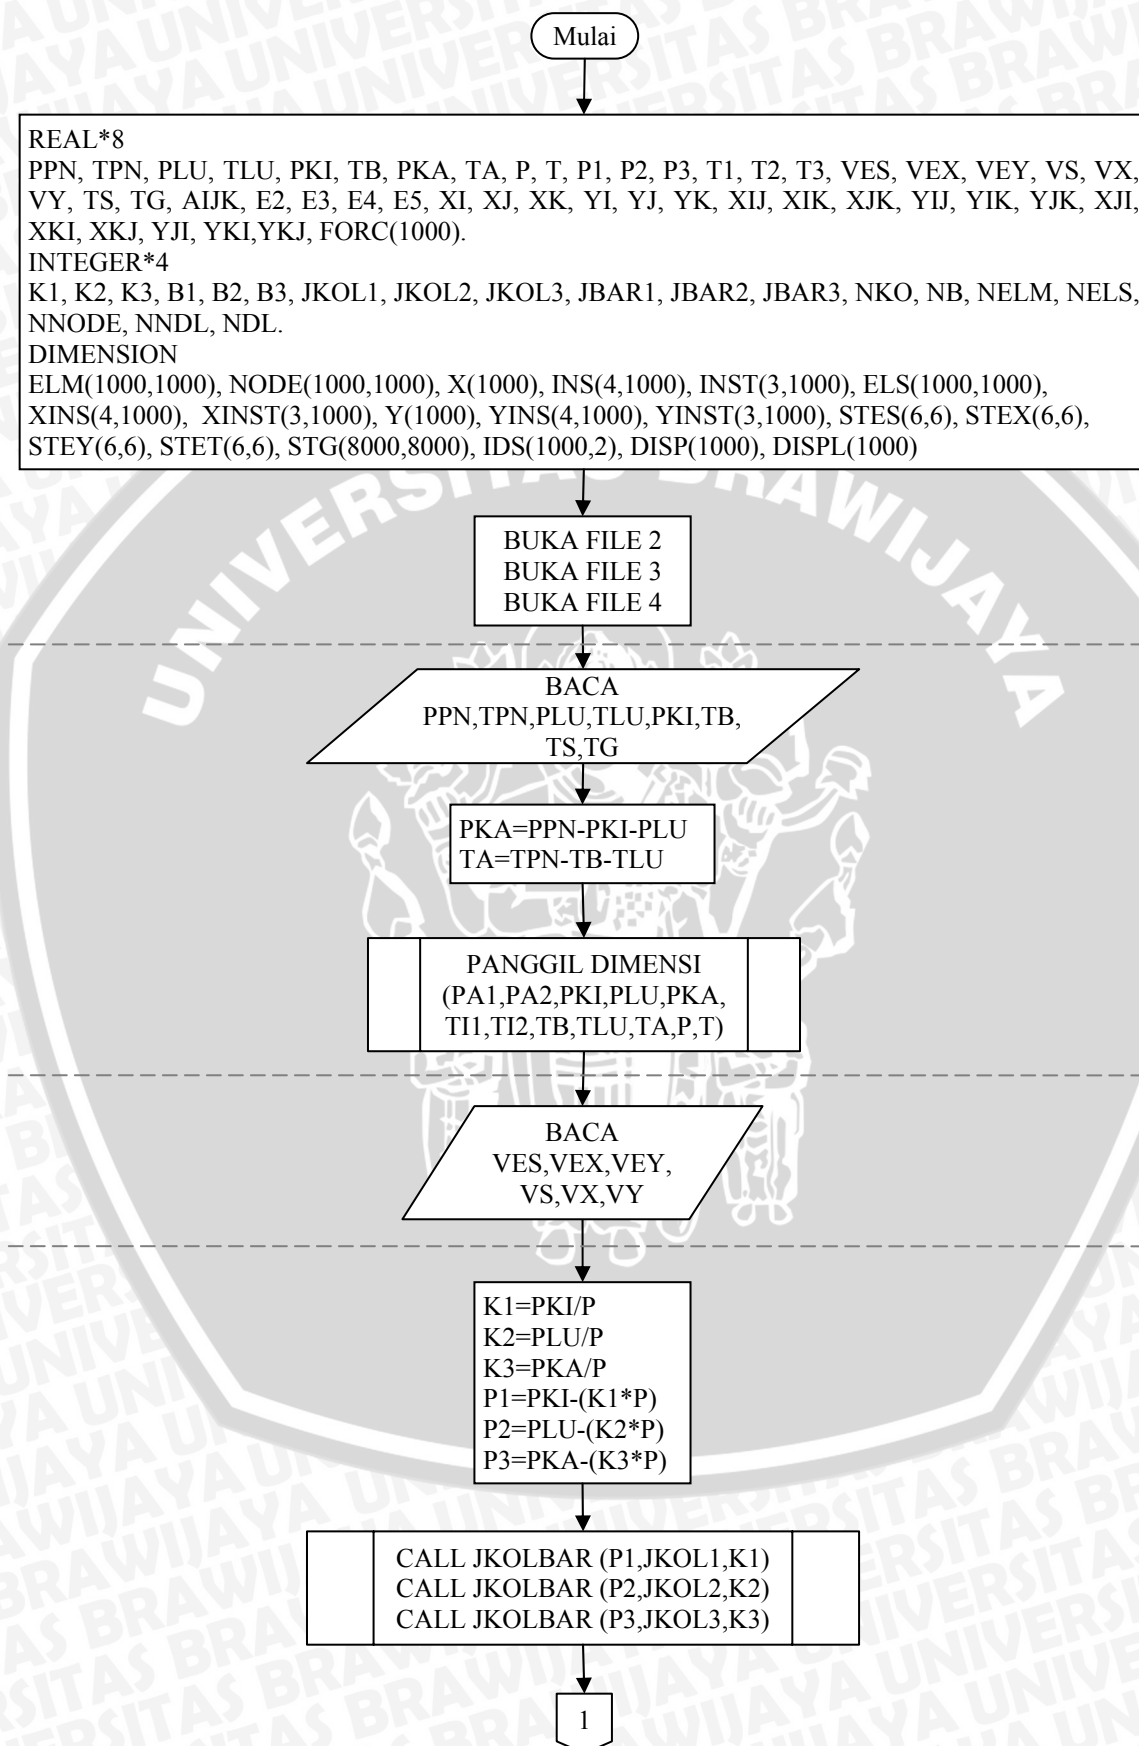 Mulai
REAL*8
PPN, TPN, PLU, TLU, PKI, TB, PKA, TA, P, T, P1, P2, P3, T1, T2, T3, VES, VEX, VEY, VS, VX,
VY, TS, TG, AIJK, E2, E3, E4, E5, XI, XJ, XK, YI, YJ, YK, XIJ, XIK, XJK, YIJ, YIK, YJK, XJI,
XKI, XKJ, YJI, YKI,YKJ, FORC(1000).
INTEGER*4
K1, K2, K3, B1, B2, B3, JKOL1, JKOL2, JKOL3, JBAR1, JBAR2, JBAR3, NKO, NB, NELM, NELS,
NNODE, NNDL, NDL.
DIMENSION
ELM(1000,1000), NODE(1000,1000), X(1000), INS(4,1000), INST(3,1000), ELS(1000,1000),
XINS(4,1000), XINST(3,1000), Y(1000), YINS(4,1000), YINST(3,1000), STES(6,6), STEX(6,6),
STEY(6,6), STET(6,6), STG(8000,8000), IDS(1000,2), DISP(1000), DISPL(1000)
BUKA FILE 2
BUKA FILE 3
BUKA FILE 4
UNIVERSITAS BRAWIJAYA
BACA
PPN,TPN,PLU,TLU,PKI,TB,
TS,TG
PKA=PPN-PKI-PLU
TA=TPN-TB-TLU
PANGGIL DIMENSI
(PA1,PA2,PKI,PLU,PKA,
TI1,TI2,TB,TLU,TA,P,T)
BACA
VES,VEX,VEY,
VS,VX,VY
K1=PKI/P
K2=PLU/P
K3=PKA/P
P1=PKI-(K1*P)
P2=PLU-(K2*P)
P3=PKA-(K3*P)
CALL JKOLBAR (P1,JKOL1,K1)
CALL JKOLBAR (P2,JKOL2,K2)
CALL JKOLBAR (P3,JKOL3,K3)
1